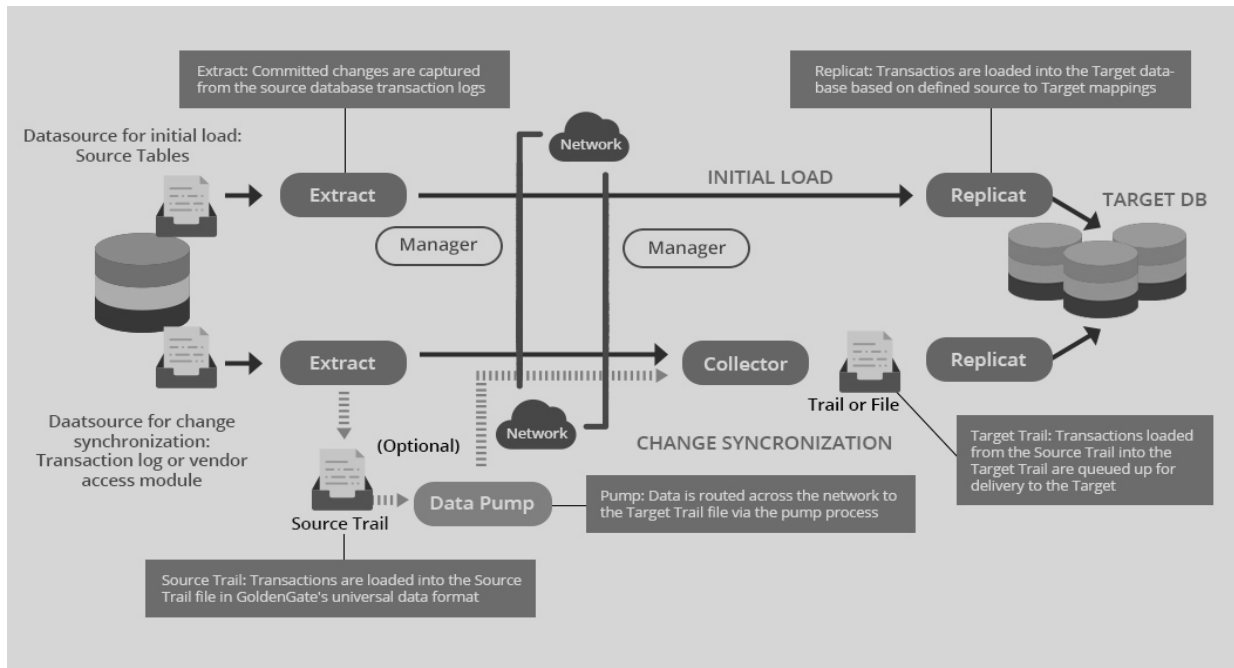 Extract: Committed changes are captured
from the source database transaction logs
Replicat: Transactios are loaded into the Target data-
base based on defined source to Target mappings
Datasource for initial load:
Source Tables
Network
Extract
INITIAL LOAD
Replicat
TARGET DB
Manager
Manager
Extract
Collector
Replicat
Trail or File
Daatsource for change
synchronization:
Transaction log or vendor
access module
(Optional)
Network
CHANGE SYNCRONIZATION
Target Trail: Transactions loaded
from the Source Trail into the
Target Trail are queued up for
delivery to the Target
Source Trail
Data Pump
Pump: Data is routed across the network to
the Target Trail file via the pump process
Source Trail: Transactions are loaded into the Source
Trail file in GoldenGate's universal data format